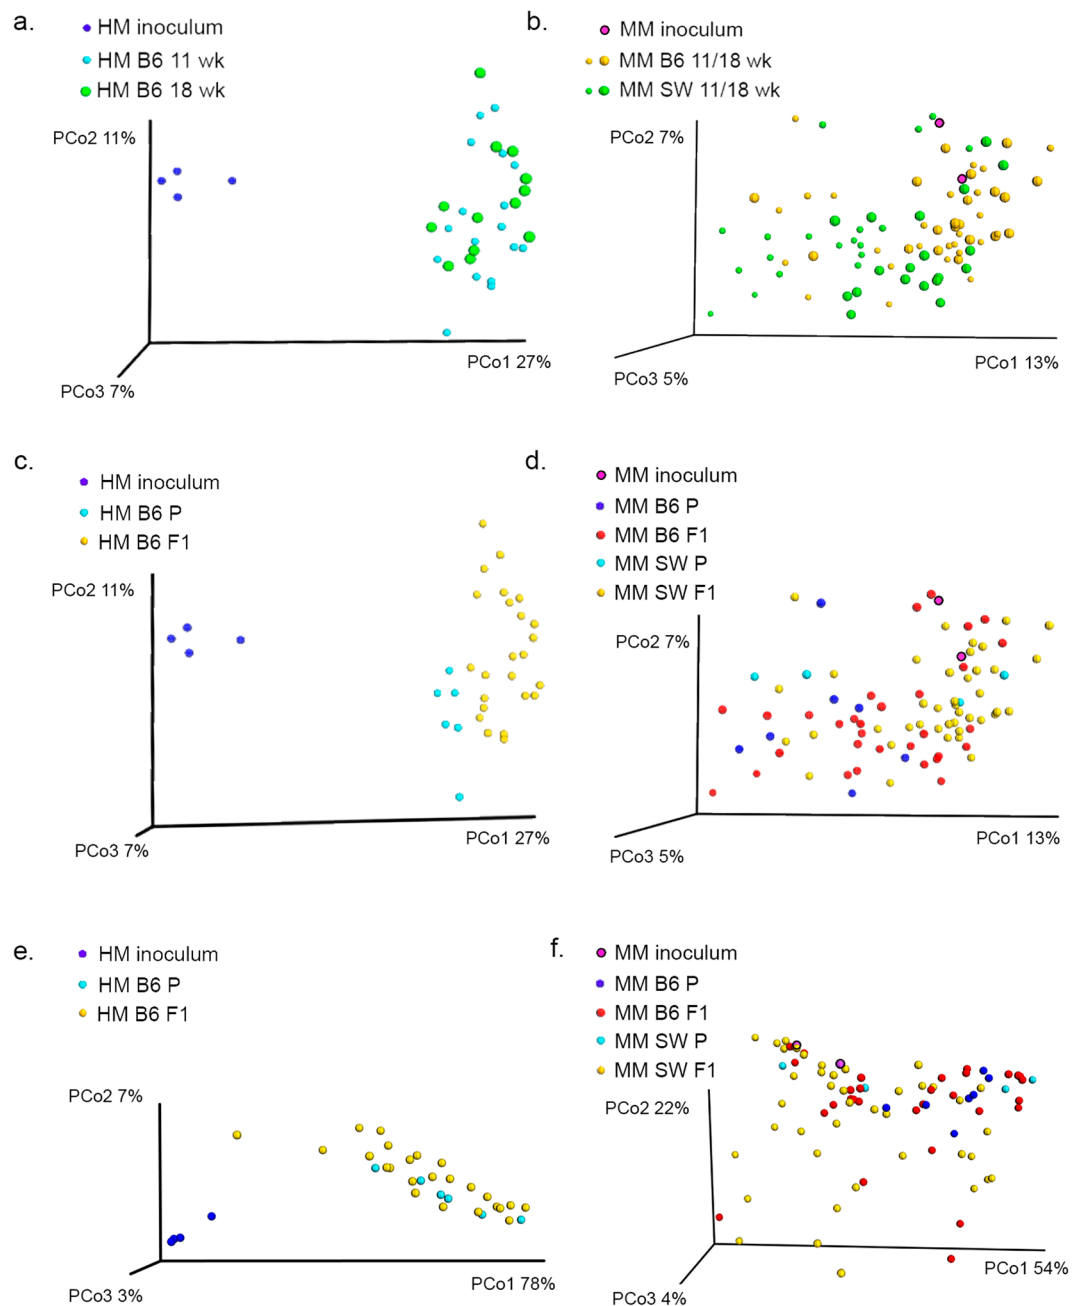 a.
HM inoculum
HM B6 11 wk
HM B6 18 wk
PCo2 11%
PCo1 27%
PCo3 7%
b.
MM inoculum
MM B6 11/18 wk
MM SW 11/18 wk
PCo2 7%
PCo1 13%
PCo3 5%
c.
HM inoculum
HM B6 P
HM B6 F1
PCo2 11%
PCo1 27%
PCo3 7%
d.
MM inoculum
MM B6 P
MM B6 F1
MM SW P
MM SW F1
PCo2 7%
PCo1 13%
PCo3 5%
e.
HM inoculum
HM B6 P
HM B6 F1
PCo2 7%
PCo1 78%
PCo3 3%
f.
MM inoculum
MM B6 P
MM B6 F1
MM SW P
MM SW F1
PCo2 22%
PCo1 54%
PCo3 4%